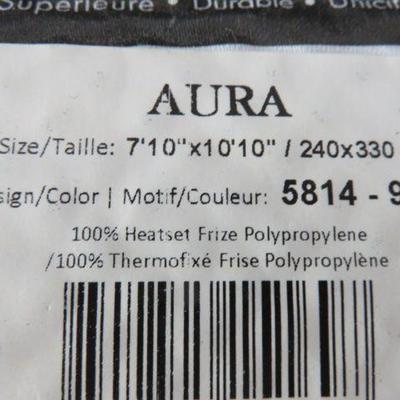 Supérieure • Durable • Unicit
AURA
Size/Taille: 7'10"x10'10" / 240x330
sign/Color | Motif/Couleur: 5814 - 9
100% Heatset Frize Polypropylene
/100% Thermofixé Frise Polypropylène